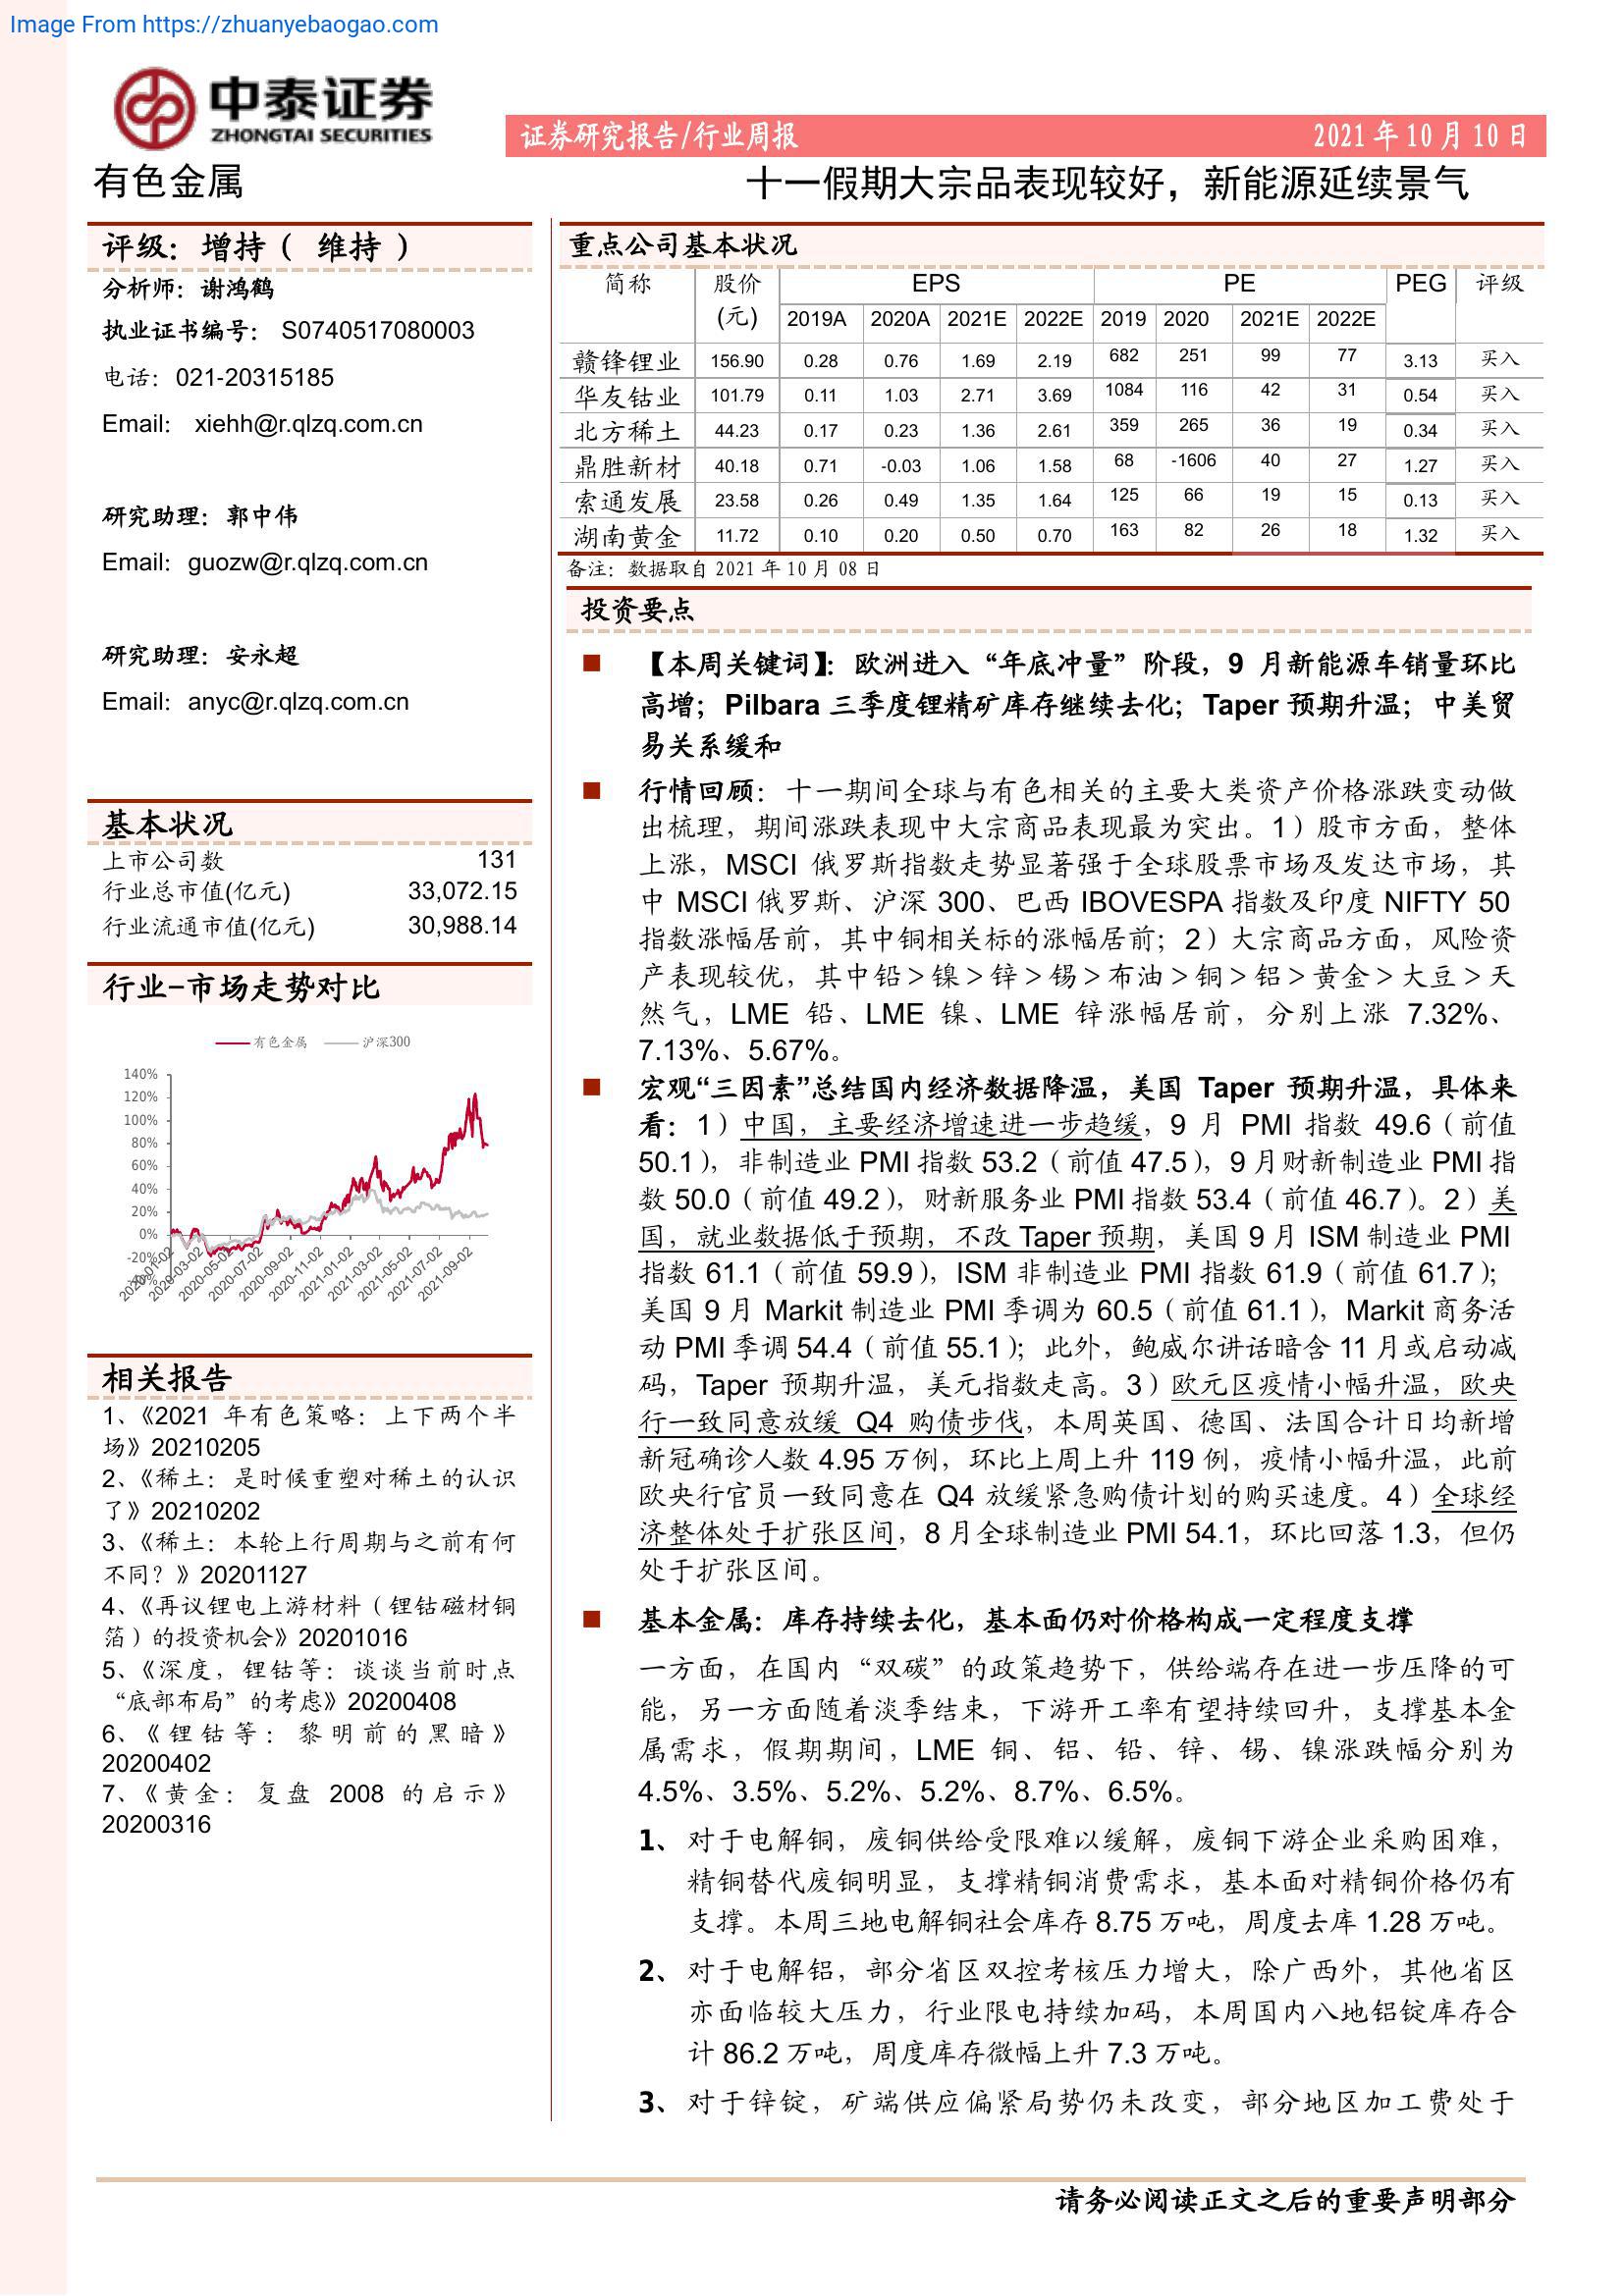 Image From https://zhuanyebaogao.com
中泰证券
ZHONGTAI SECURITIES
证券研究报告/行业周报
2021 年 10 月 10 日
有色金属
十一假期大宗品表现较好，新能源延续景气
评级：增持（ 维持 ）
分析师：谢鸿鹤
执业证书编号： S0740517080003
电话：021-20315185
Email： xiehh@r.qlzq.com.cn
研究助理：郭中伟
Email：guozw@r.qlzq.com.cn
研究助理：安永超
Email：anyc@r.qlzq.com.cn
基本状况
上市公司数 131
行业总市值(亿元) 33,072.15
行业流通市值(亿元) 30,988.14
行业-市场走势对比
有色金属 沪深300
140%
120%
100%
80%
60%
40%
20%
0%
-20%
-40%
2020-01-02 2020-03-02 2020-05-02 2020-07-02 2020-09-02 2020-11-02 2021-01-02 2021-03-02 2021-05-02 2021-07-02 2021-09-02
相关报告
1、《2021 年有色策略：上下两个半
场》20210205
2、《稀土：是时候重塑对稀土的认识
了》20210202
3、《稀土：本轮上行周期与之前有何
不同？》20201127
4、《再议锂电上游材料（锂钴磁材铜
箔）的投资机会》20201016
5、《深度，锂钴等：谈谈当前时点
“底部布局”的考虑》20200408
6、《锂钴等：黎明前的黑暗》
20200402
7、《黄金：复盘 2008 的启示》
20200316
重点公司基本状况
简称 股价 EPS PE PEG 评级
(元) 2019A 2020A 2021E 2022E 2019 2020 2021E 2022E
赣锋锂业 156.90 0.28 0.76 1.69 2.19 682 251 99 77 3.13 买入
华友钴业 101.79 0.11 1.03 2.71 3.69 1084 116 42 31 0.54 买入
北方稀土 44.23 0.17 0.23 1.36 2.61 359 265 36 19 0.34 买入
鼎胜新材 40.18 0.71 -0.03 1.06 1.58 68 -1606 40 27 1.27 买入
索通发展 23.58 0.26 0.49 1.35 1.64 125 66 19 15 0.13 买入
湖南黄金 11.72 0.10 0.20 0.50 0.70 163 82 26 18 1.32 买入
备注：数据取自 2021 年 10 月 08 日
投资要点
【本周关键词】：欧洲进入“年底冲量”阶段，9 月新能源车销量环比
高增；Pilbara 三季度锂精矿库存继续去化；Taper 预期升温；中美贸
易关系缓和
行情回顾：十一期间全球与有色相关的主要大类资产价格涨跌变动做
出梳理，期间涨跌表现中大宗商品表现最为突出。1）股市方面，整体
上涨，MSCI 俄罗斯指数走势显著强于全球股票市场及发达市场，其
中 MSCI 俄罗斯、沪深 300、巴西 IBOVESPA 指数及印度 NIFTY 50
指数涨幅居前，其中铜相关标的涨幅居前；2）大宗商品方面，风险资
产表现较优，其中铅＞镍＞锌＞锡＞布油＞铜＞铝＞黄金＞大豆＞天
然气，LME 铅、LME 镍、LME 锌涨幅居前，分别上涨 7.32%、
7.13%、5.67%。
宏观“三因素”总结国内经济数据降温，美国 Taper 预期升温，具体来
看：1）中国，主要经济增速进一步趋缓，9 月 PMI 指数 49.6（前值
50.1），非制造业 PMI 指数 53.2（前值 47.5），9 月财新制造业 PMI 指
数 50.0（前值 49.2），财新服务业 PMI 指数 53.4（前值 46.7）。2）美
国，就业数据低于预期，不改 Taper 预期，美国 9 月 ISM 制造业 PMI
指数 61.1（前值 59.9），ISM 非制造业 PMI 指数 61.9（前值 61.7）；
美国 9 月 Markit 制造业 PMI 季调为 60.5（前值 61.1），Markit 商务活
动 PMI 季调 54.4（前值 55.1）；此外，鲍威尔讲话暗含 11 月或启动减
码，Taper 预期升温，美元指数走高。3）欧元区疫情小幅升温，欧央
行一致同意放缓 Q4 购债步伐，本周英国、德国、法国合计日均新增
新冠确诊人数 4.95 万例，环比上周上升 119 例，疫情小幅升温，此前
欧央行官员一致同意在 Q4 放缓紧急购债计划的购买速度。4）全球经
济整体处于扩张区间，8 月全球制造业 PMI 54.1，环比回落 1.3，但仍
处于扩张区间。
基本金属：库存持续去化，基本面仍对价格构成一定程度支撑
一方面，在国内“双碳”的政策趋势下，供给端存在进一步压降的可
能，另一方面随着淡季结束，下游开工率有望持续回升，支撑基本金
属需求，假期期间，LME 铜、铝、铅、锌、锡、镍涨跌幅分别为
4.5%、3.5%、5.2%、5.2%、8.7%、6.5%。
1、对于电解铜，废铜供给受限难以缓解，废铜下游企业采购困难，
精铜替代废铜明显，支撑精铜消费需求，基本面对精铜价格仍有
支撑。本周三地电解铜社会库存 8.75 万吨，周度去库 1.28 万吨。
2、对于电解铝，部分省区双控考核压力增大，除广西外，其他省区
亦面临较大压力，行业限电持续加码，本周国内八地铝锭库存合
计 86.2 万吨，周度库存微幅上升 7.3 万吨。
3、对于锌锭，矿端供应偏紧局势仍未改变，部分地区加工费处于
请务必阅读正文之后的重要声明部分